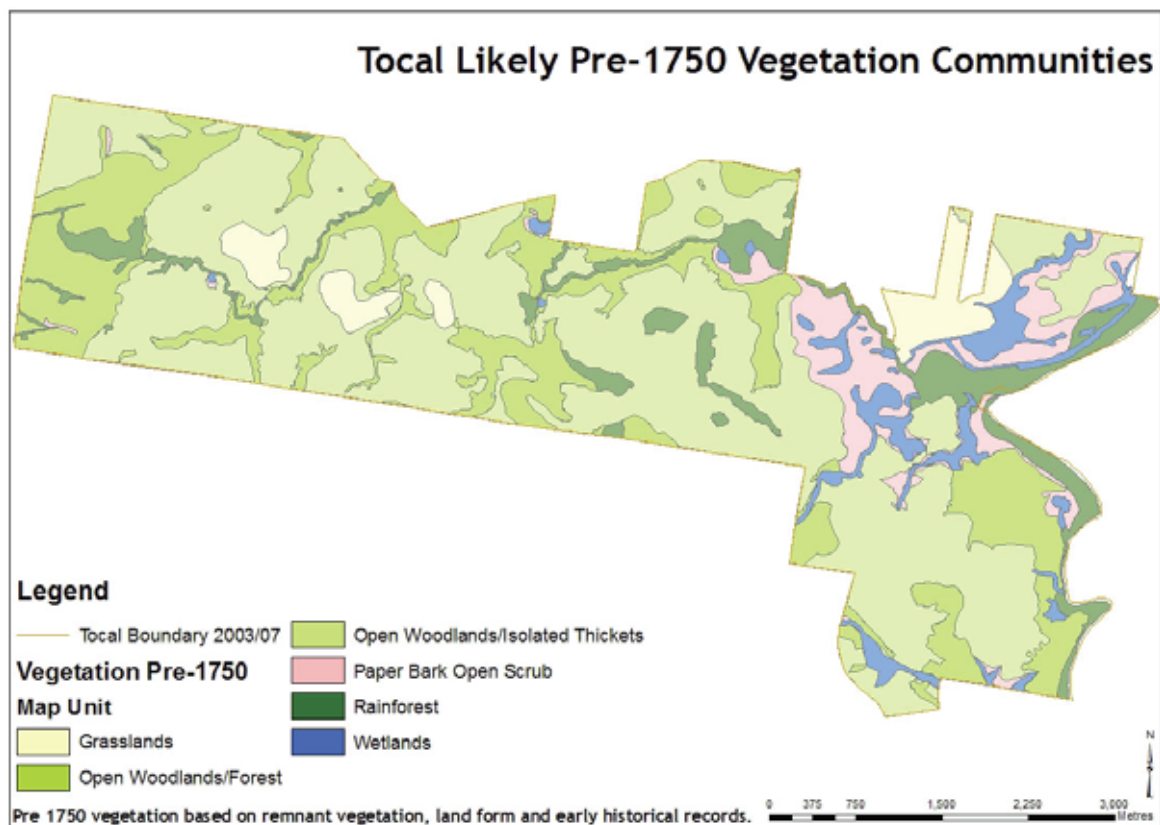 Tocal Likely Pre-1750 Vegetation Communities
Legend
Tocal Boundary 2003/07
Vegetation Pre-1750
Map Unit
Grasslands
Open Woodlands/Forest
Open Woodlands/Isolated Thickets
Paper Bark Open Scrub
Rainforest
Wetlands
Pre 1750 vegetation based on remnant vegetation, land form and early historical records.
N
0 375 750 1,500 2,250 3,000
Metres